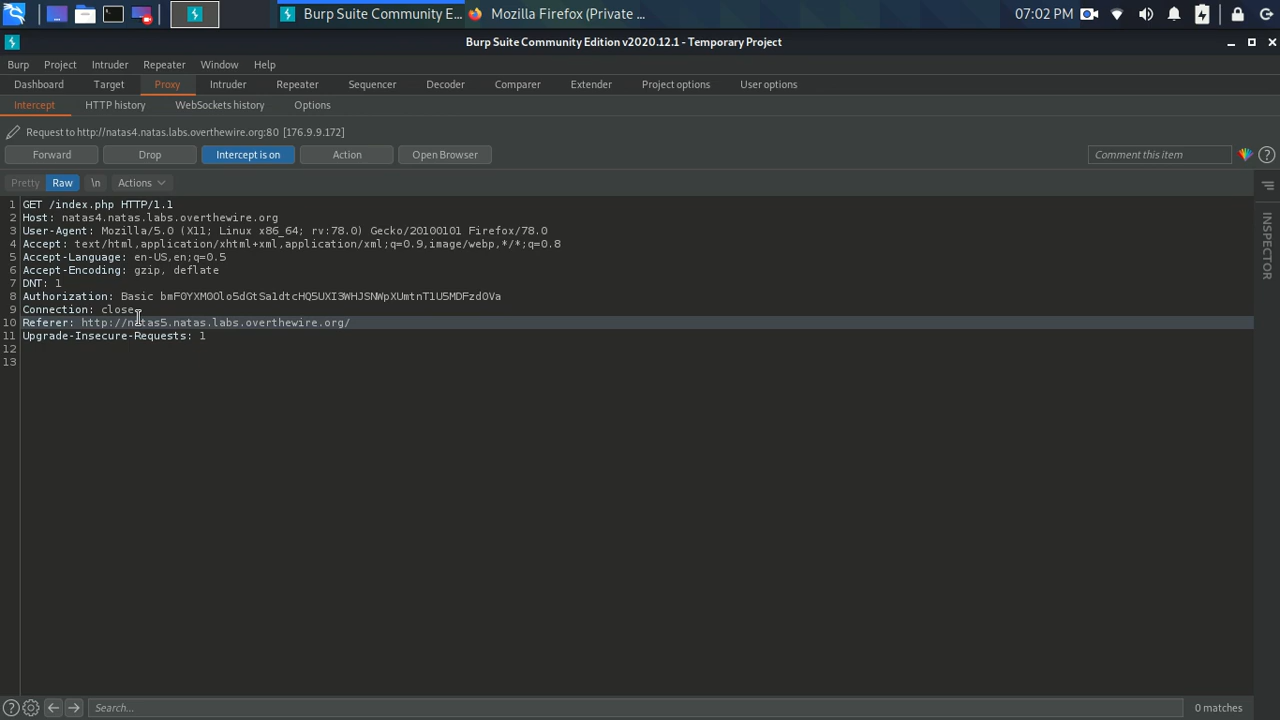 Burp Suite Community E...
Mozilla Firefox (Private ...
07:02 PM
Burp Suite Community Edition v2020.12.1 - Temporary Project
Burp Project Intruder Repeater Window Help
Dashboard Target Proxy Intruder Repeater Sequencer Decoder Comparer Extender Project options User options
Intercept HTTP history WebSockets history Options
Request to http://natas4.natas.labs.overthewire.org:80 [176.9.9.172]
Forward Drop Intercept is on Action Open Browser Comment this item ?
Pretty Raw \n Actions
1 GET /index.php HTTP/1.1
2 Host: natas4.natas.labs.overthewire.org
3 User-Agent: Mozilla/5.0 (X11; Linux x86_64; rv:78.0) Gecko/20100101 Firefox/78.0
4 Accept: text/html,application/xhtml+xml,application/xml;q=0.9,image/webp,*/*;q=0.8
5 Accept-Language: en-US,en;q=0.5
6 Accept-Encoding: gzip, deflate
7 DNT: 1
8 Authorization: Basic
9 Connection: close
10 Referer: http://natas5.natas.labs.overthewire.org/
11 Upgrade-Insecure-Requests: 1
12
13
INSPECTOR
? Search... 0 matches